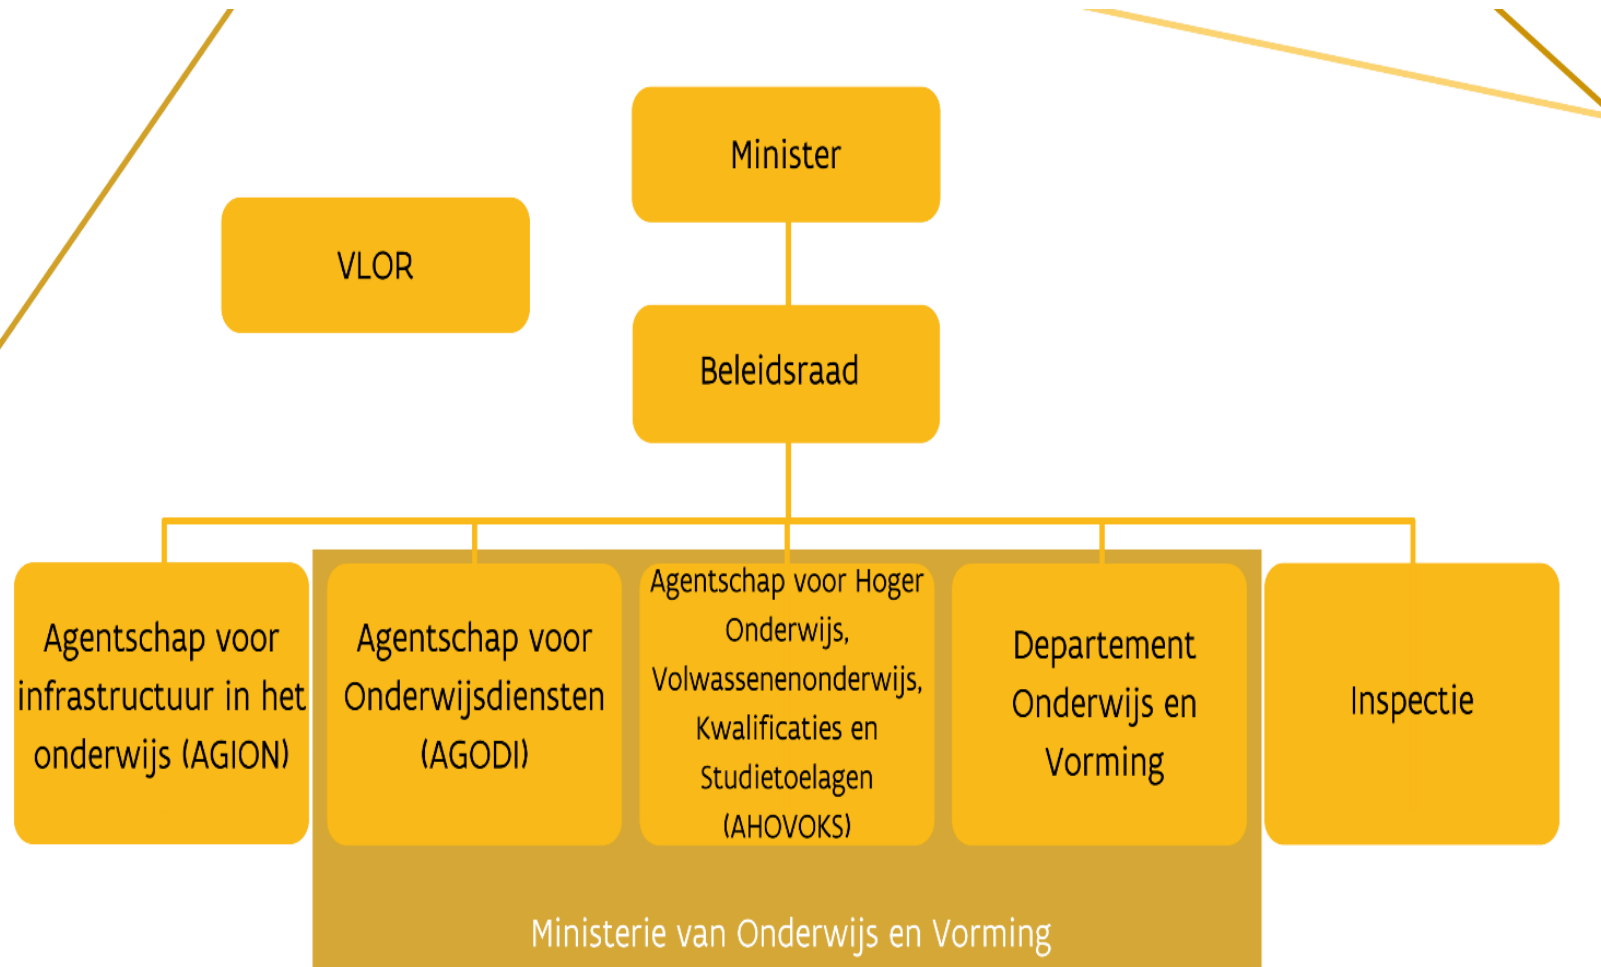 Minister
VLOR
Beleidsraad
Agentschap voor
infrastructuur in het
onderwijs (AGION)
Agentschap voor
Onderwijsdiensten
(AGODI)
Agentschap voor Hoger
Onderwijs,
Volwassenenonderwijs,
Kwalificaties en
Studietoelagen
(AHOVOKS)
Departement
Onderwijs en
Vorming
Inspectie
Ministerie van Onderwijs en Vorming